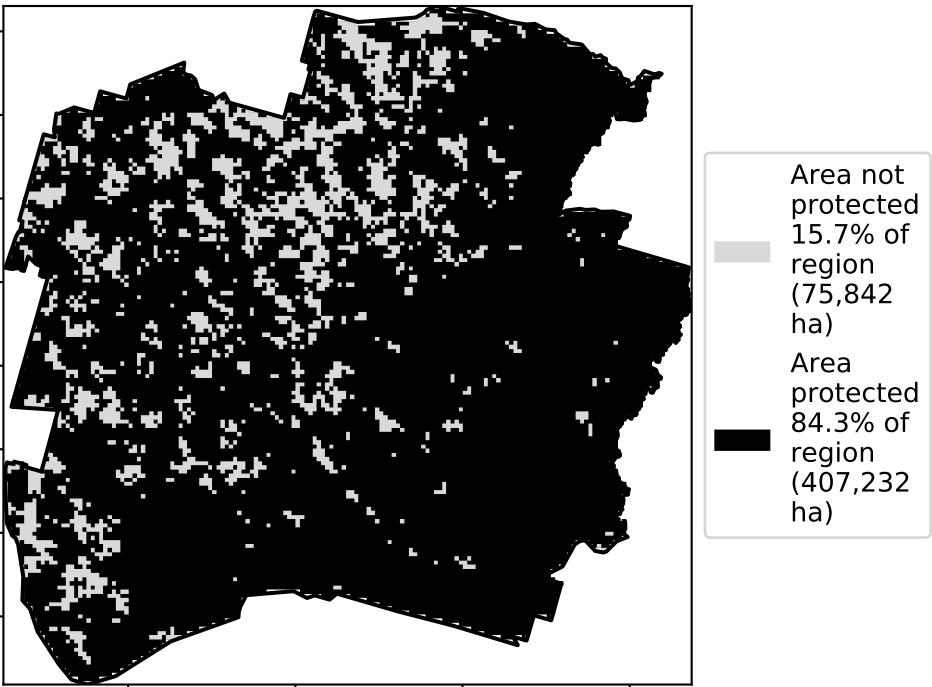 Area not
protected
15.7% of
region
(75,842
ha)
Area
protected
84.3% of
region
(407,232
ha)